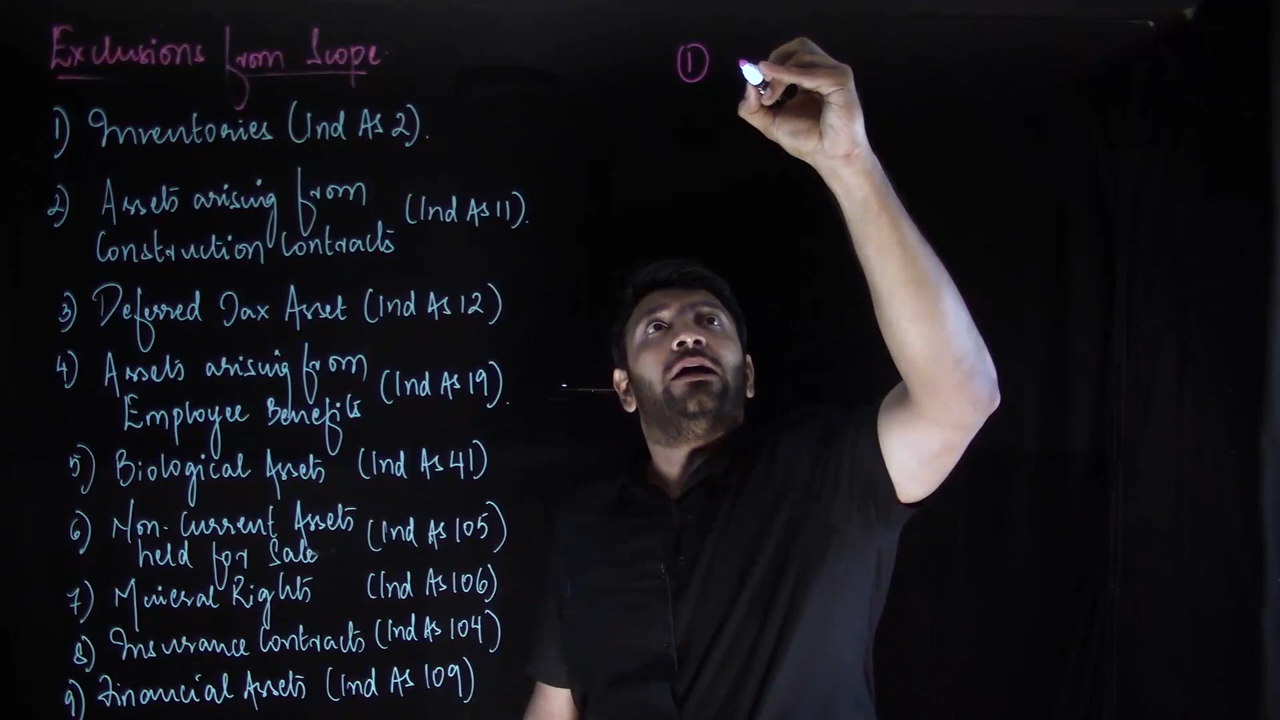 Exclusions from Scope
1) Inventories (Ind As 2).
2) Assets arising from
Construction Contracts (Ind As 11).
3) Deferred Tax Asset (Ind As 12)
4) Assets arising from
Employee Benefits (Ind As 19).
5) Biological Assets (Ind As 41)
6) Non-Current Assets
held for Sale (Ind As 105)
7) Mineral Rights (Ind As 106)
8) Insurance Contracts (Ind As 104)
9) Financial Assets (Ind As 109)
1